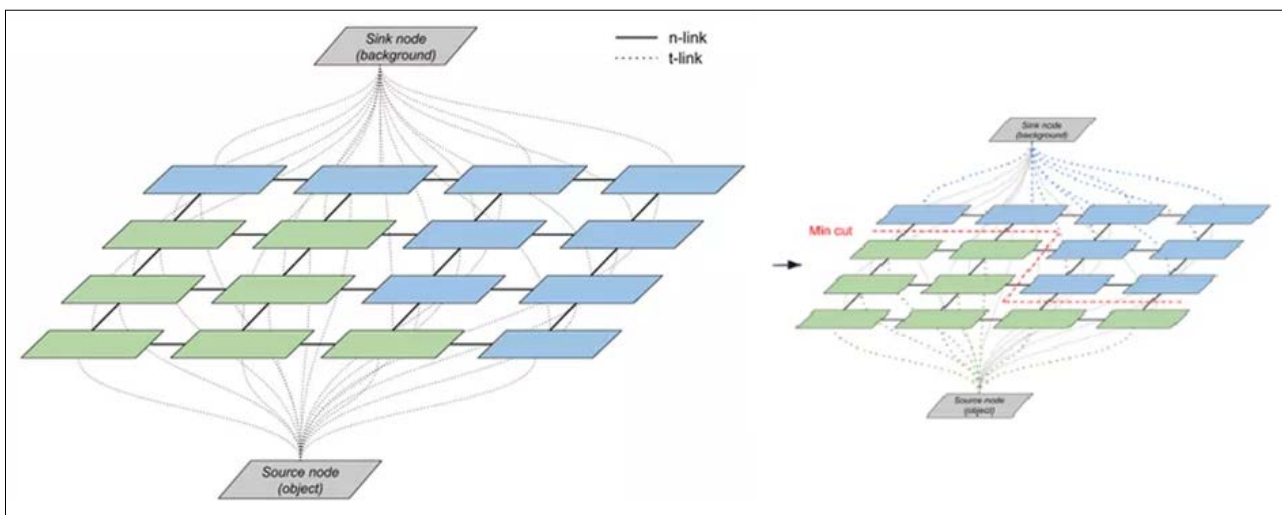 Sink node
(background)
n-link
t-link
Source node
(object)
Sink node
(background)
Min cut
Source node
(object)